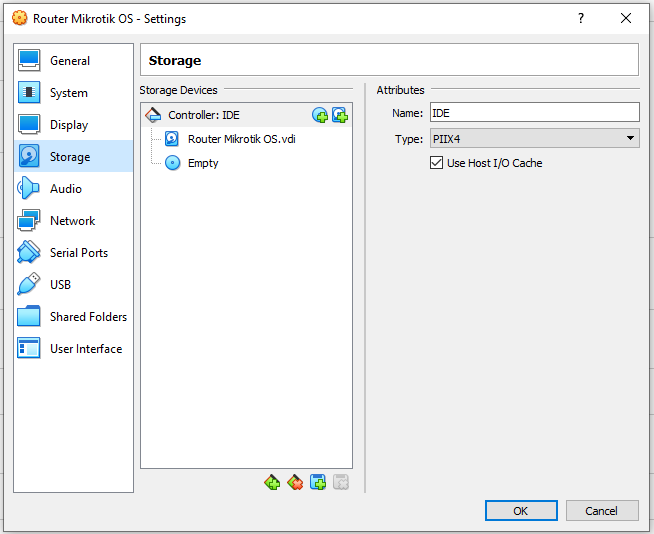 Router Mikrotik OS - Settings
?
General
System
Display
Storage
Audio
Network
Serial Ports
USB
Shared Folders
User Interface
Storage
Storage Devices
Controller: IDE
Router Mikrotik OS.vdi
Empty
Attributes
Name: IDE
Type: PIIX4
Use Host I/O Cache
OK Cancel